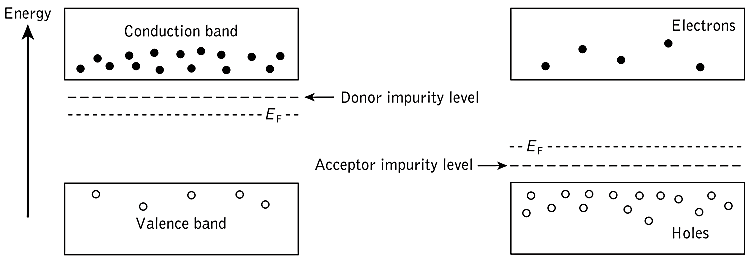 Energy
Conduction band
Electrons
Donor impurity level
E_F
E_F
Acceptor impurity level
Valence band
Holes